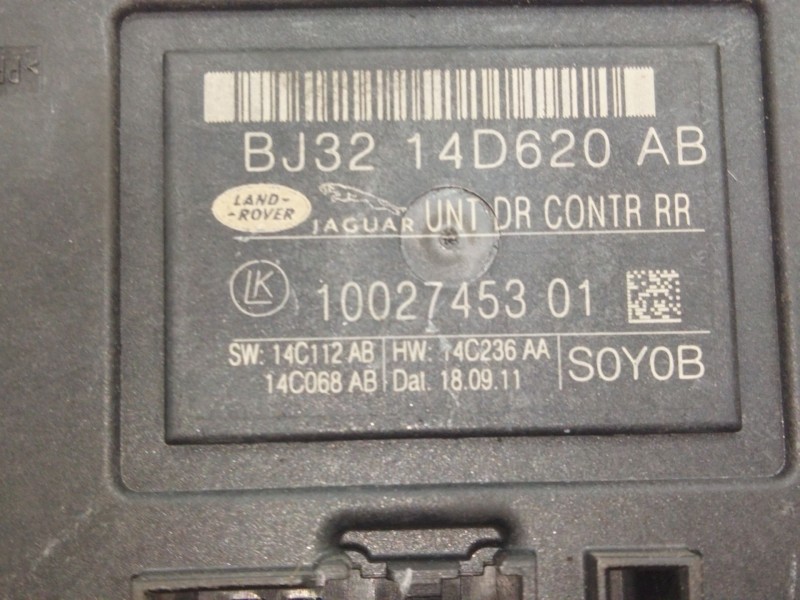 BJ32 14D620 AB
LAND-
-ROVER
JAGUAR UNT DR CONTR RR
LK 10027453 01
SW: 14C112 AB HW: 14C236 AA
14C068 AB Dat. 18.09.11
S0Y0B